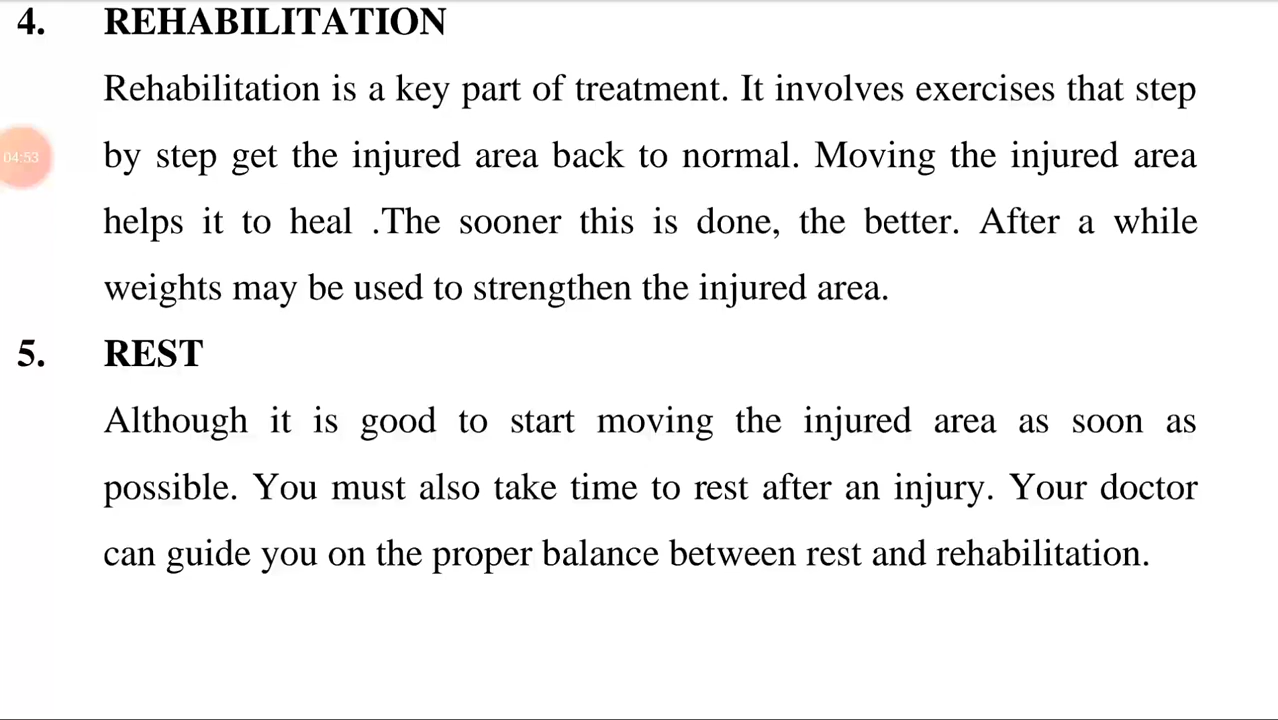 4. REHABILITATION
Rehabilitation is a key part of treatment. It involves exercises that step
by step get the injured area back to normal. Moving the injured area
helps it to heal .The sooner this is done, the better. After a while
weights may be used to strengthen the injured area.
5. REST
Although it is good to start moving the injured area as soon as
possible. You must also take time to rest after an injury. Your doctor
can guide you on the proper balance between rest and rehabilitation.
04:53